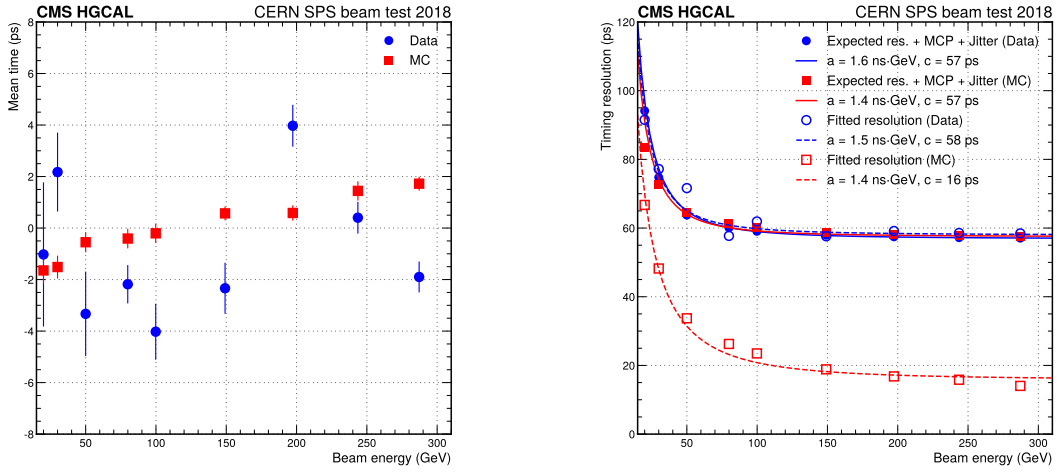 CMS HGCAL CERN SPS beam test 2018
Mean time (ps)
8
6
4
2
0
-2
-4
-6
-8
Data
MC
50 100 150 200 250 300
Beam energy (GeV)
CMS HGCAL CERN SPS beam test 2018
Timing resolution (ps)
120
100
80
60
40
20
0
Expected res. + MCP + Jitter (Data)
a = 1.6 ns·GeV, c = 57 ps
Expected res. + MCP + Jitter (MC)
a = 1.4 ns·GeV, c = 57 ps
Fitted resolution (Data)
a = 1.5 ns·GeV, c = 58 ps
Fitted resolution (MC)
a = 1.4 ns·GeV, c = 16 ps
50 100 150 200 250 300
Beam energy (GeV)